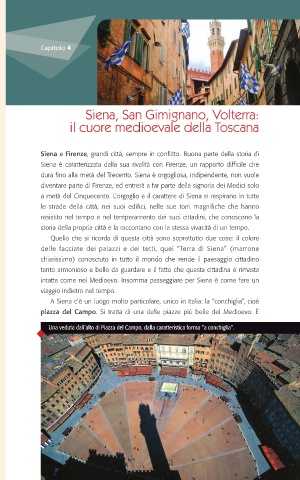 Capitolo 4
Siena, San Gimignano, Volterra:
il cuore medioevale della Toscana
Siena e Firenze, grandi città, sempre in conflitto. Buona parte della storia di
Siena è caratterizzata dalla sua rivalità con Firenze, un rapporto difficile che
dura fino alla metà del Trecento. Siena è orgogliosa, indipendente, non vuole
diventare parte di Firenze, ed entrerà a far parte della signoria dei Medici solo
a metà del Cinquecento. L'orgoglio e il carattere di Siena si respirano in tutte
le strade della città, nei suoi edifici, nelle sue torri magnifiche che hanno
resistito nel tempo e nel temperamento dei suoi cittadini, che conoscono la
storia della propria città e la raccontano con la stessa vivacità di un tempo.
Quello che si ricorda di questa città sono soprattutto due cose: il colore
delle facciate dei palazzi e dei tetti, quel "Terra di Siena" (marrone
chiarissimo) conosciuto in tutto il mondo che rende il paesaggio cittadino
tanto armonioso e bello da guardare e il fatto che questa cittadina è rimasta
intatta come nel Medioevo. Insomma passeggiare per Siena è come fare un
viaggio indietro nel tempo.
A Siena c'è un luogo molto particolare, unico in Italia: la "conchiglia", cioè
piazza del Campo. Si tratta di una delle piazze più belle del Medioevo. È
Una veduta dall'alto di Piazza del Campo, dalla caratteristica forma "a conchiglia".